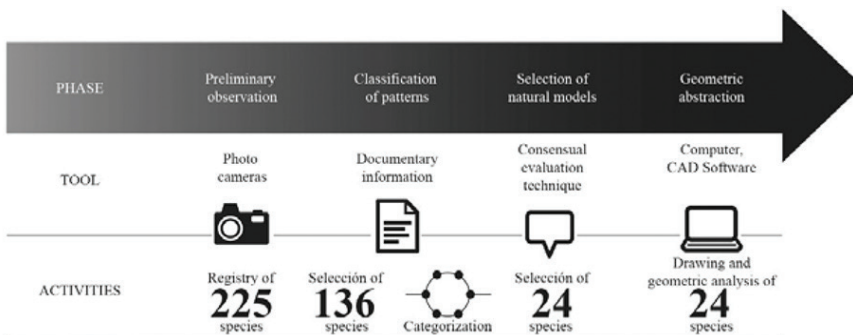 PHASE
Preliminary
observation
Classification
of patterns
Selection of
natural models
Geometric
abstraction
TOOL
Photo
cameras
Documentary
information
Consensual
evaluation
technique
Computer,
CAD Software
ACTIVITIES
Registry of
225
species
Selección of
136
species
Categorization
Selección of
24
species
Drawing and
geometric analysis of
24
species